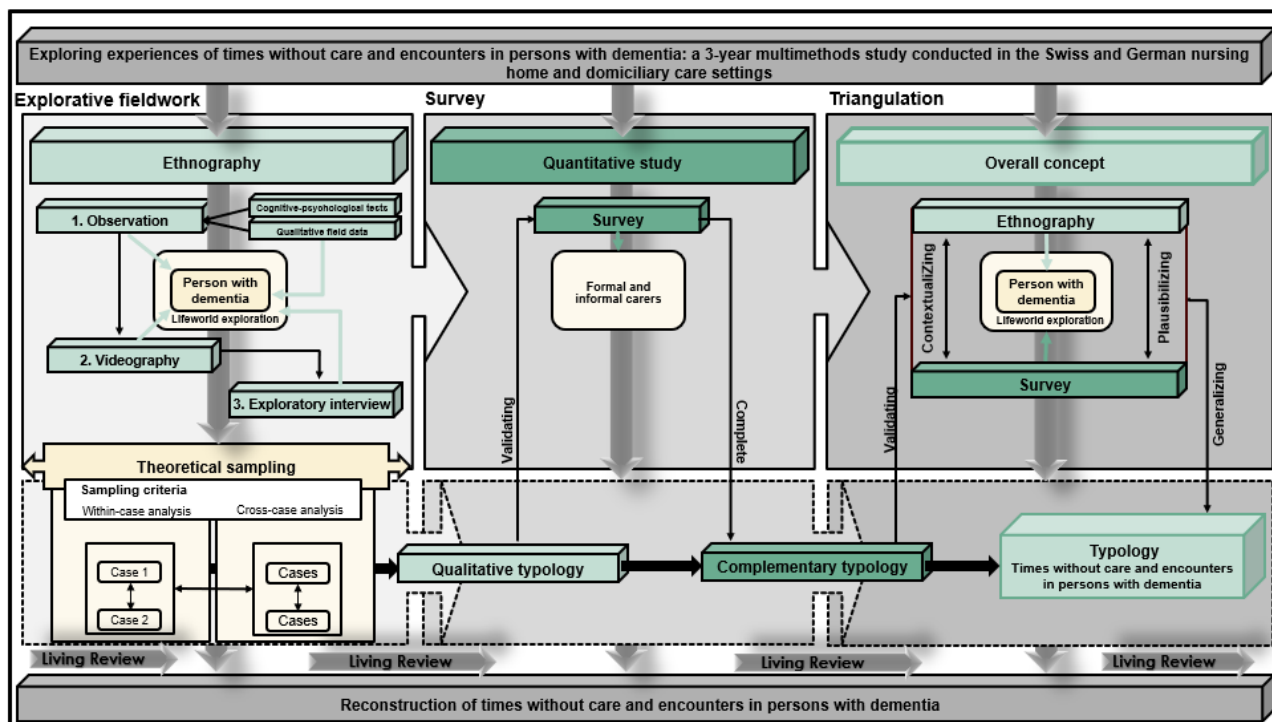 Exploring experiences of times without care and encounters in persons with dementia: a 3-year multimethods study conducted in the Swiss and German nursing
home and domiciliary care settings
Explorative fieldwork
Survey
Triangulation
Ethnography
Quantitative study
Overall concept
1. Observation
Cognitive-psychological tests
Qualitative field data
Person with
dementia
Lifeworld exploration
2. Videography
3. Exploratory interview
Survey
Formal and
informal carers
Validating
Complete
Ethnography
ContextualiZing
Person with
dementia
Lifeworld exploration
Plausibilizing
Survey
Validating
Generalizing
Theoretical sampling
Sampling criteria
Within-case analysis
Cross-case analysis
Case 1
Case 2
Cases
Cases
Qualitative typology
Complementary typology
Typology
Times without care and encounters
in persons with dementia
Living Review
Living Review
Living Review
Living Review
Reconstruction of times without care and encounters in persons with dementia